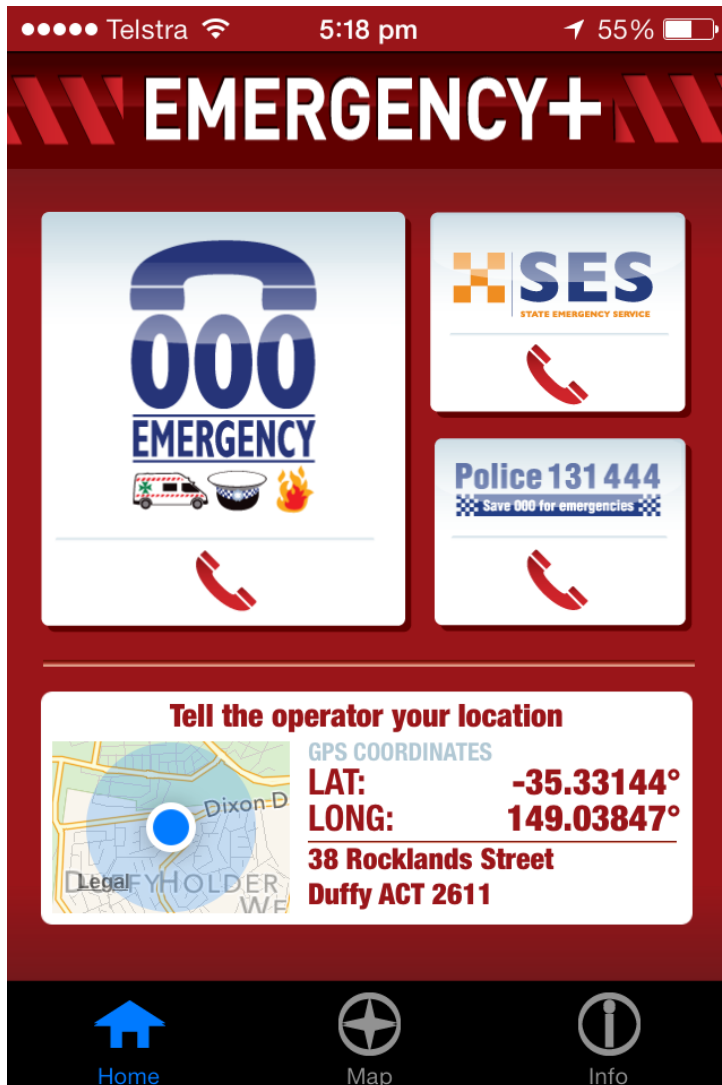 Telstra 5:18 pm 55%
EMERGENCY+
000
EMERGENCY
SES
STATE EMERGENCY SERVICE
Police 131 444
Save 000 for emergencies
Tell the operator your location
GPS COORDINATES
LAT: -35.33144°
LONG: 149.03847°
38 Rocklands Street
Duffy ACT 2611
Dixon D
Legal
HOLDER
WE
Home Map Info